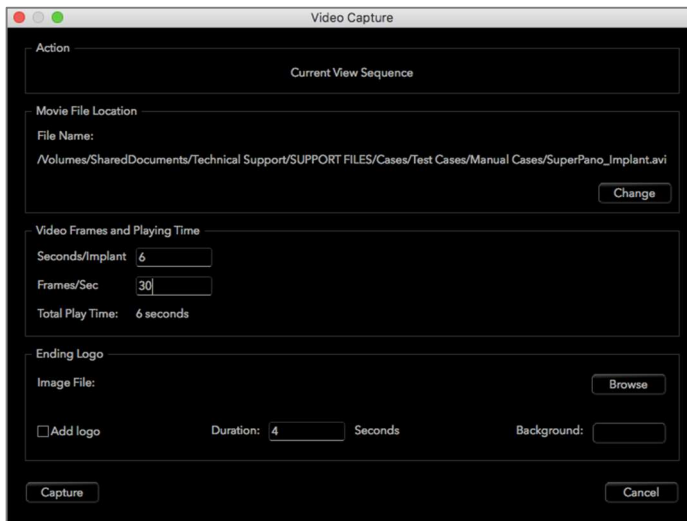 Video Capture
Action
Current View Sequence
Movie File Location
File Name:
/Volumes/SharedDocuments/Technical Support/SUPPORT FILES/Cases/Test Cases/Manual Cases/SuperPano_Implant.avi
Change
Video Frames and Playing Time
Seconds/Implant 6
Frames/Sec 30
Total Play Time: 6 seconds
Ending Logo
Image File:
Browse
Add logo Duration: 4 Seconds Background:
Capture Cancel